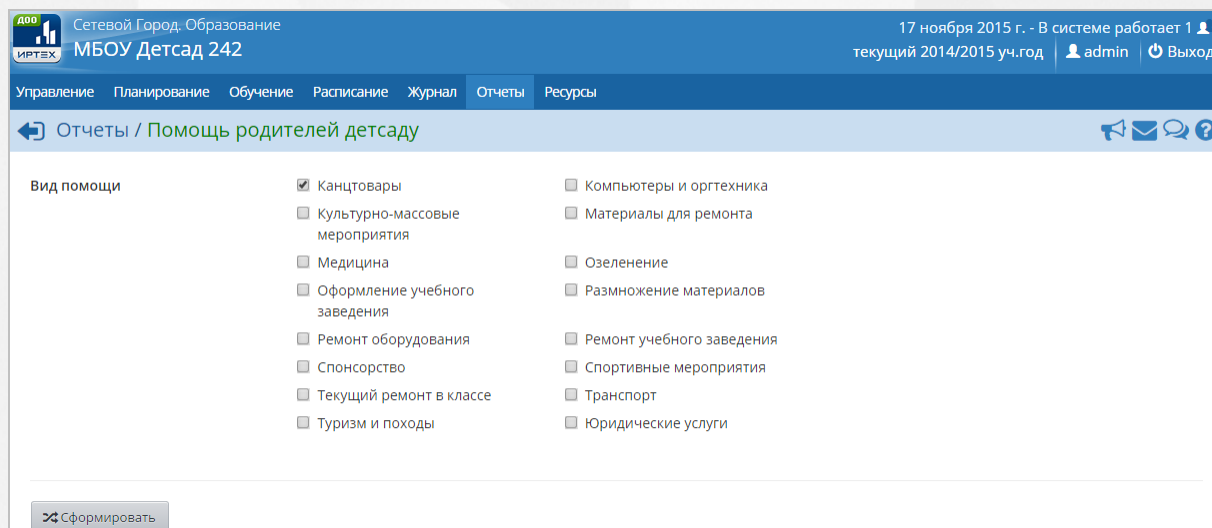 ДОО
ИРТЕХ
Сетевой Город. Образование
МБОУ Детсад 242
17 ноября 2015 г. - В системе работает 1
текущий 2014/2015 уч.год admin Выход
Управление Планирование Обучение Расписание Журнал Отчеты Ресурсы
Отчеты / Помощь родителей детсаду
Вид помощи
Канцтовары Компьютеры и оргтехника
Культурно-массовые мероприятия Материалы для ремонта
Медицина Озеленение
Оформление учебного заведения Размножение материалов
Ремонт оборудования Ремонт учебного заведения
Спонсорство Спортивные мероприятия
Текущий ремонт в классе Транспорт
Туризм и походы Юридические услуги
Сформировать